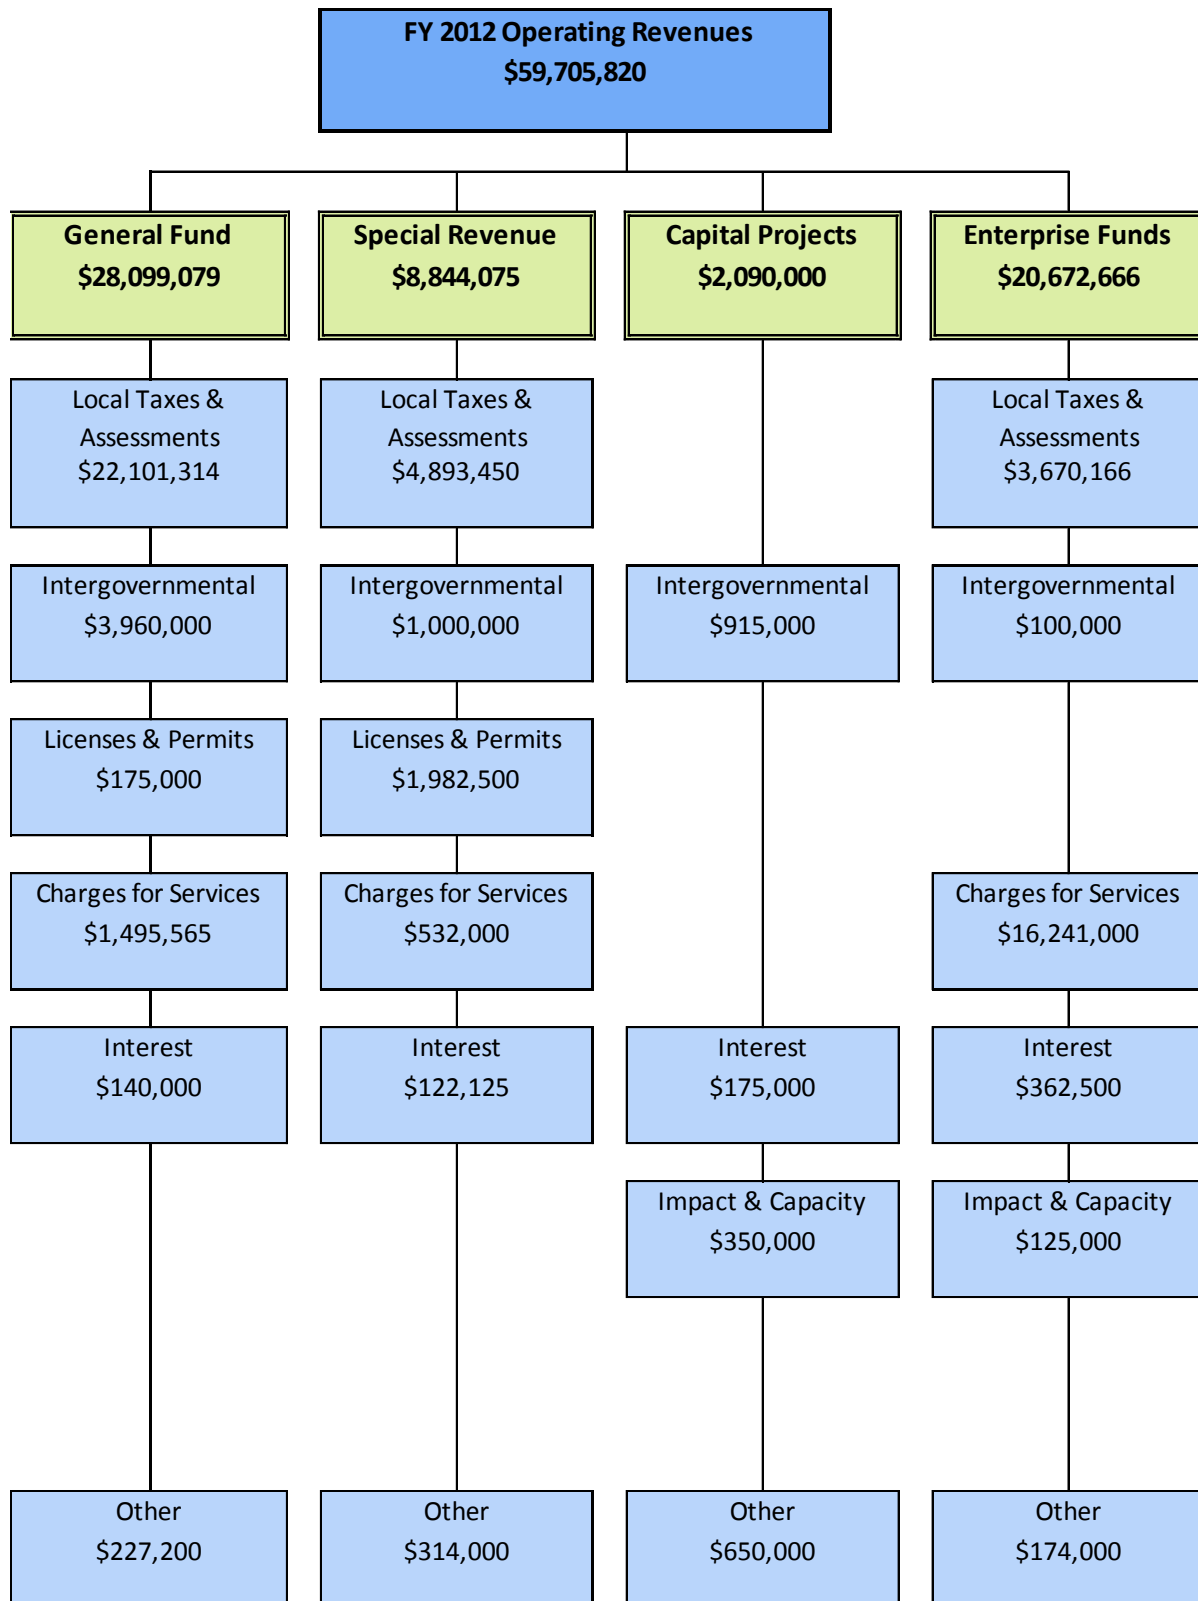 FY 2012 Operating Revenues
$59,705,820
General Fund
$28,099,079
Special Revenue
$8,844,075
Capital Projects
$2,090,000
Enterprise Funds
$20,672,666
Local Taxes &
Assessments
$22,101,314
Local Taxes &
Assessments
$4,893,450
Local Taxes &
Assessments
$3,670,166
Intergovernmental
$3,960,000
Intergovernmental
$1,000,000
Intergovernmental
$915,000
Intergovernmental
$100,000
Licenses & Permits
$175,000
Licenses & Permits
$1,982,500
Charges for Services
$1,495,565
Charges for Services
$532,000
Charges for Services
$16,241,000
Interest
$140,000
Interest
$122,125
Interest
$175,000
Interest
$362,500
Impact & Capacity
$350,000
Impact & Capacity
$125,000
Other
$227,200
Other
$314,000
Other
$650,000
Other
$174,000